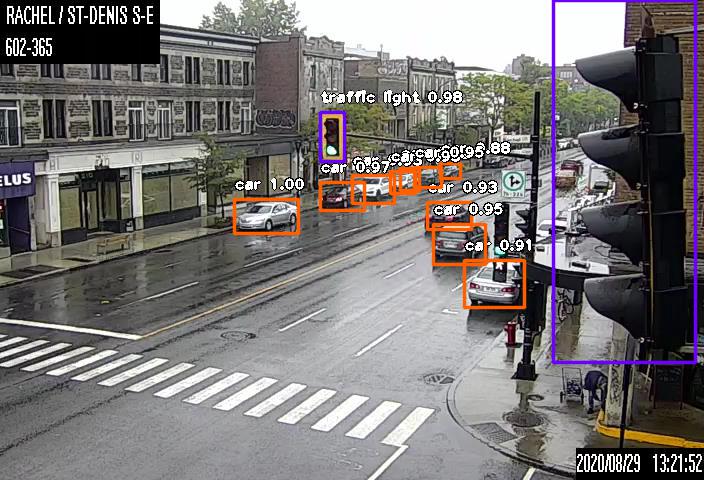 RACHEL / ST-DENIS S-E
602-365
traffic light 0.98
car 0.97
car 1.00
car 0.93
car 0.95
car 0.91
ELUS
2020/08/29 13:21:52